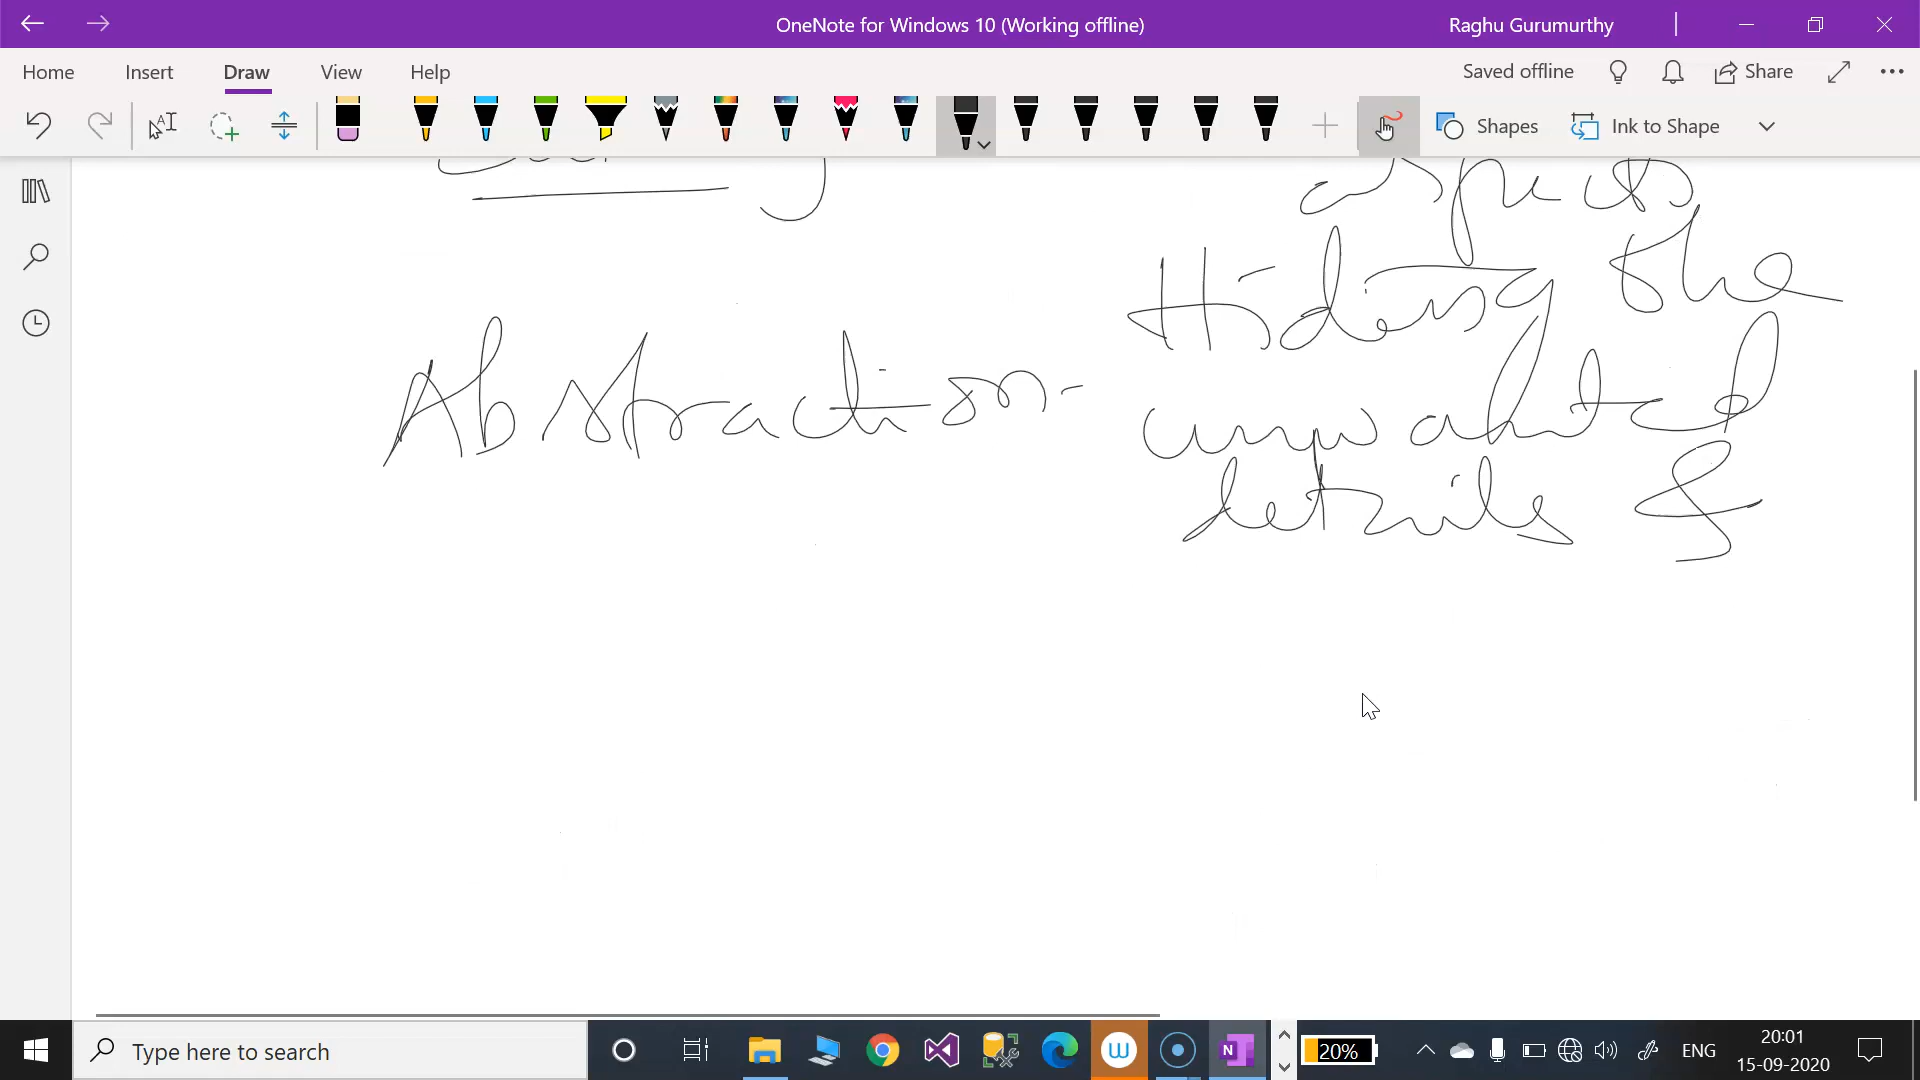 OneNote for Windows 10 (Working offline)
Raghu Gurumurthy
Home Insert Draw View Help
Saved offline
Share
Shapes
Ink to Shape
aspects
Hiding the
Abstraction-
unwanted
details &
Type here to search
20%
ENG
20:01
15-09-2020